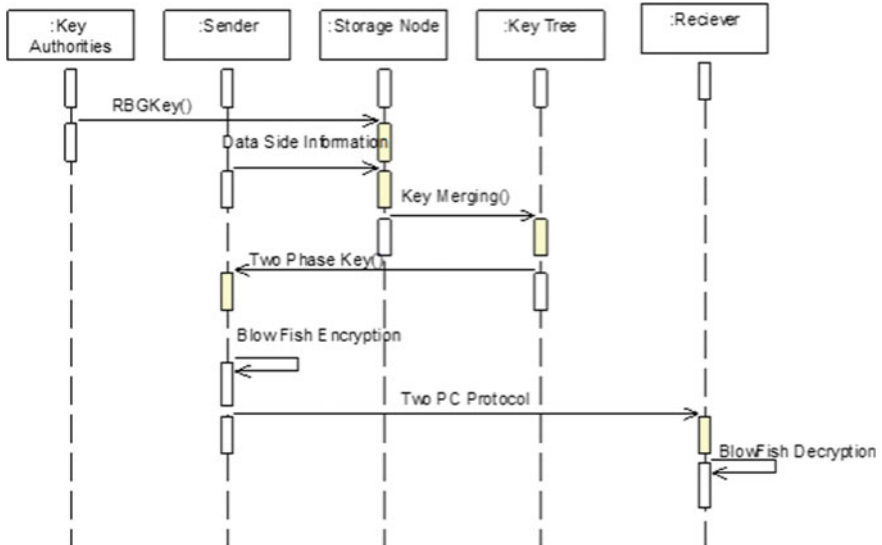 :Key
Authorities
:Sender
:Storage Node
:Key Tree
:Reciever
RBGKey()
Data Side Information
Key Merging()
Two Phase Key()
BlowFish Encryption
Two PC Protocol
BlowFish Decryption